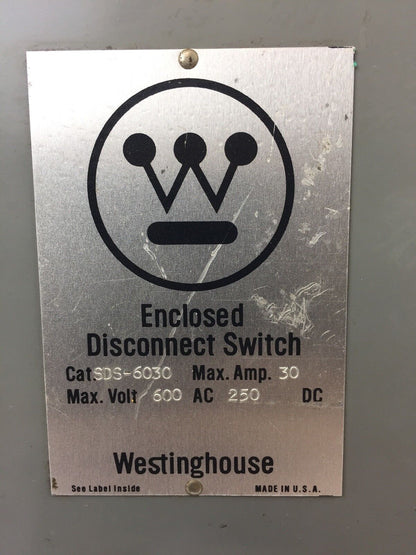 Enclosed
Disconnect Switch
Cat. SDS-6030 Max. Amp. 30
Max. Volt 600 AC 250 DC
Westinghouse
See Label Inside MADE IN U.S.A.